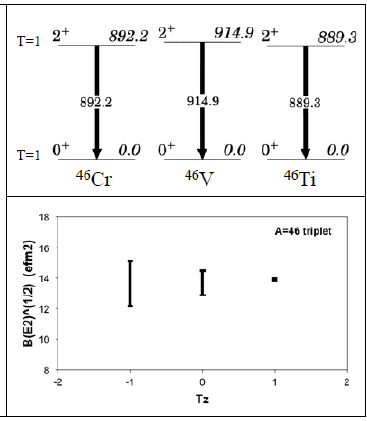 T=1 2+ 892.2 2+ 914.9 2+ 889.3
892.2 914.9 889.3
T=1 0+ 0.0 0+ 0.0 0+ 0.0
46Cr 46V 46Ti
A=46 triplet
B(E2)^(1/2) (efm2)
18
16
14
12
10
8
-2 -1 0 1 2
Tz